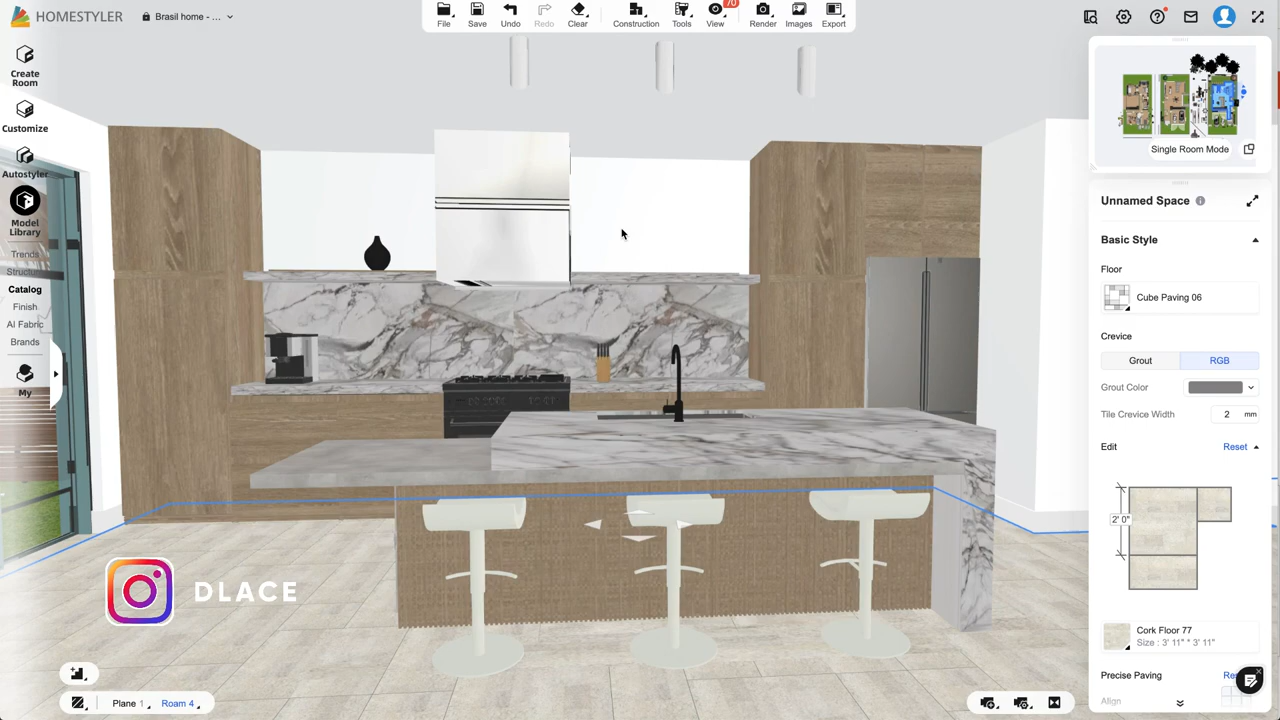 HOMESTYLER
Brasil home - ...
File
Save
Undo
Redo
Clear
Construction
Tools
View
70
Render
Images
Export
Create
Room
Customize
Autostyler
Model
Library
Trends
Structu
Catalog
Finish
AI Fabric
Brands
My
Single Room Mode
Unnamed Space
Basic Style
Floor
Cube Paving 06
Crevice
Grout RGB
Grout Color
Tile Crevice Width 2 mm
Edit Reset
2' 0"
Cork Floor 77
Size : 3' 11" * 3' 11"
Precise Paving Re
Align
DLACE
Plane 1 Roam 4